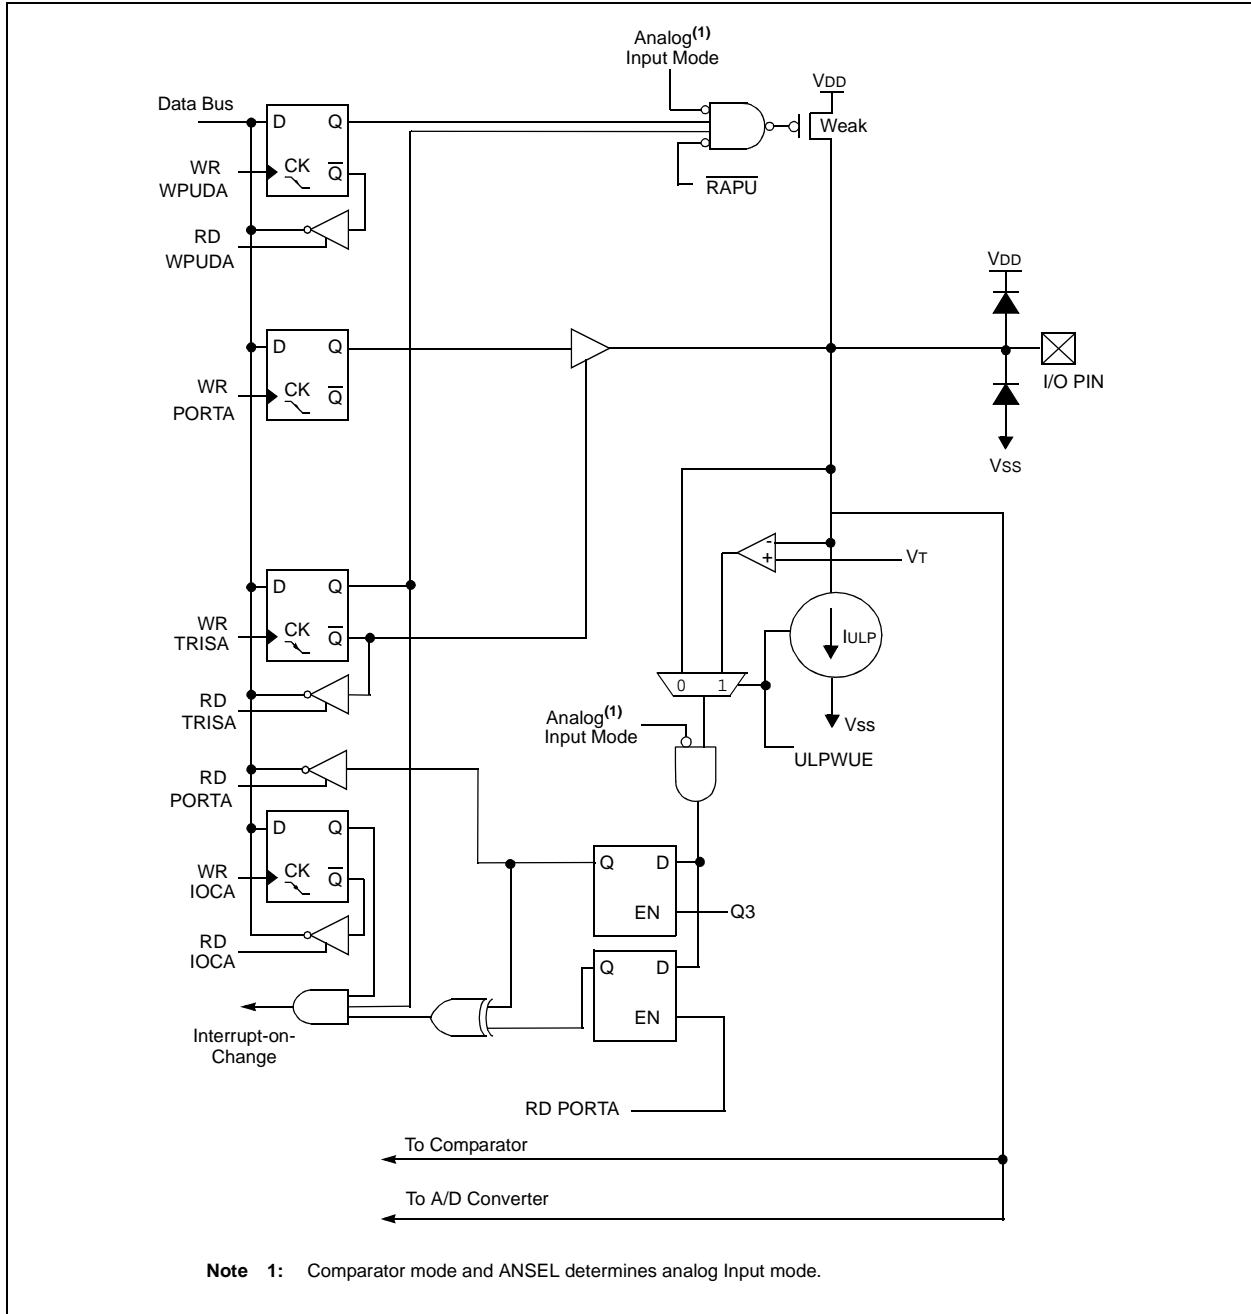 Analog(1)
Input Mode
VDD
Data Bus
D Q
Weak
WR
WPUDA
CK Q
RAPU
RD
WPUDA
VDD
D Q
WR
PORTA
CK Q
I/O PIN
VSS
-
+
VT
D Q
WR
TRISA
CK Q
IULP
0 1
RD
TRISA
Analog(1)
Input Mode
VSS
ULPWUE
RD
PORTA
D Q
WR
IOCA
CK Q
Q D
EN
Q3
RD
IOCA
Q D
EN
Interrupt-on-
Change
RD PORTA
To Comparator
To A/D Converter
Note 1: Comparator mode and ANSEL determines analog Input mode.